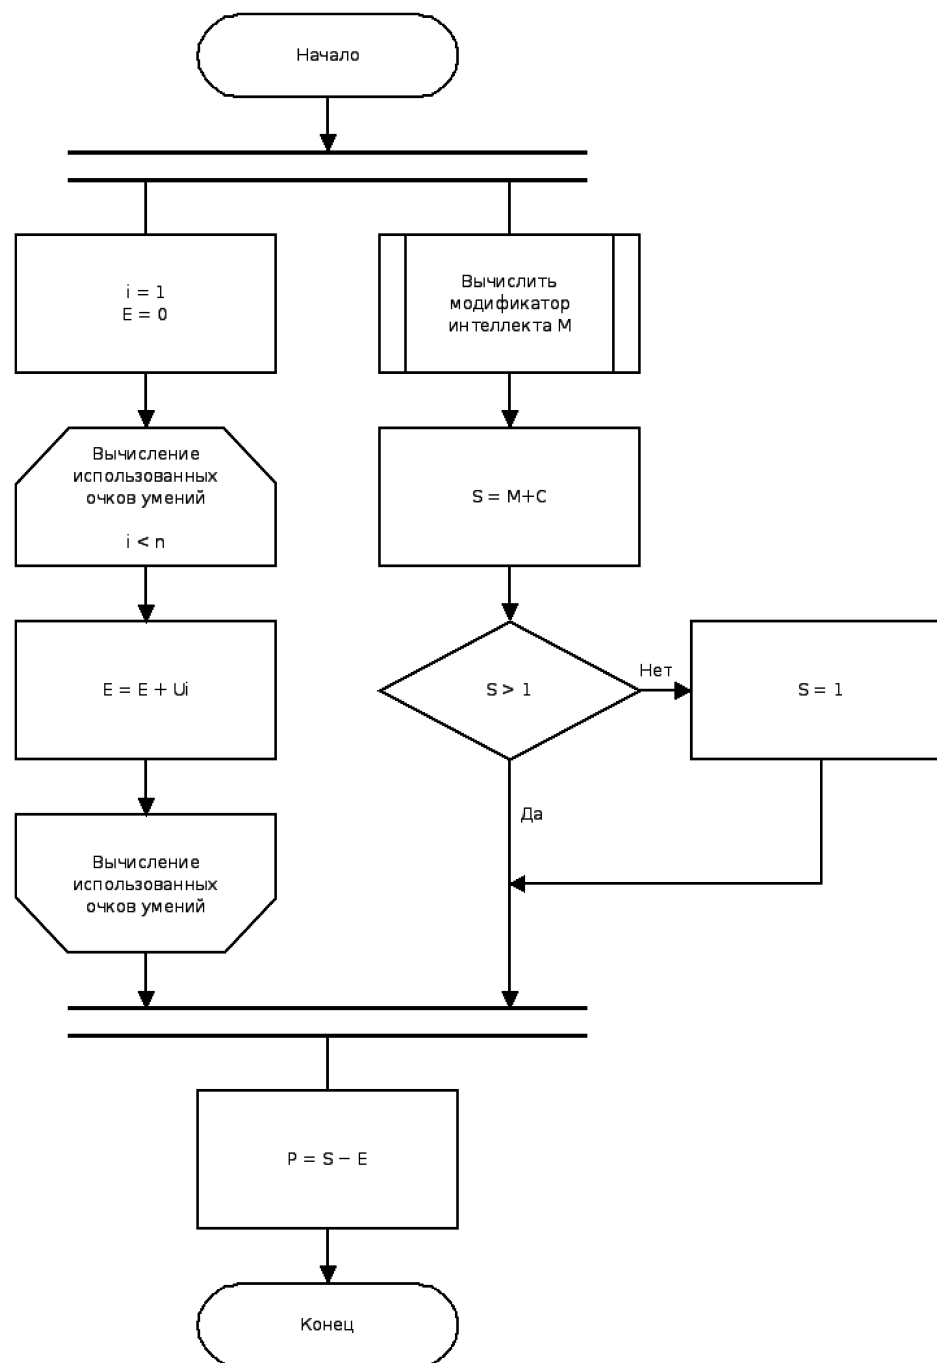 Начало
i = 1
E = 0
Вычисление
использованных
очков умений
i < n
E = E + Ui
Вычисление
использованных
очков умений
Вычислить
модификатор
интеллекта М
S = M+C
S > 1
Нет
S = 1
Да
P = S − E
Конец